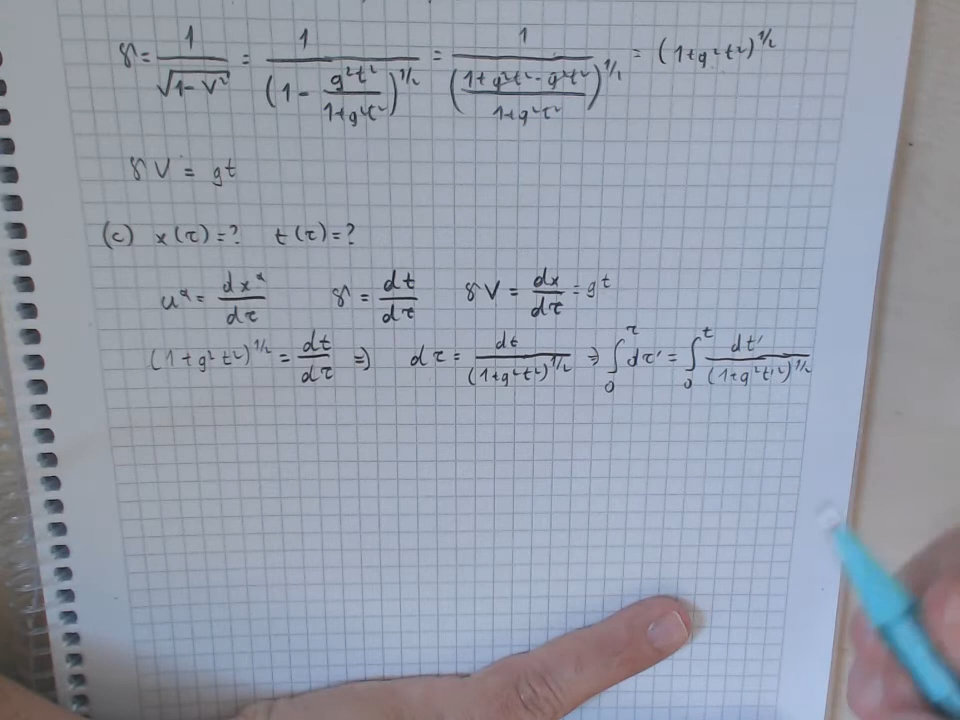 γ = 1/√(1-V²) = 1/(1 - g²t²/(1+g²t²))^1/2 = 1/((1+g²t²-g²t²)/(1+g²t²))^1/2 = (1+g²t²)^1/2
γV = gt
(c) x(τ)=? t(τ)=?
u^α = dx^α/dτ γ = dt/dτ γV = dx/dτ = gt
(1+g²t²)^1/2 = dt/dτ ⇒ dτ = dt/(1+g²t²)^1/2 ⇒ ∫₀^τ dτ' = ∫₀^t dt'/(1+g²t'²)^1/2